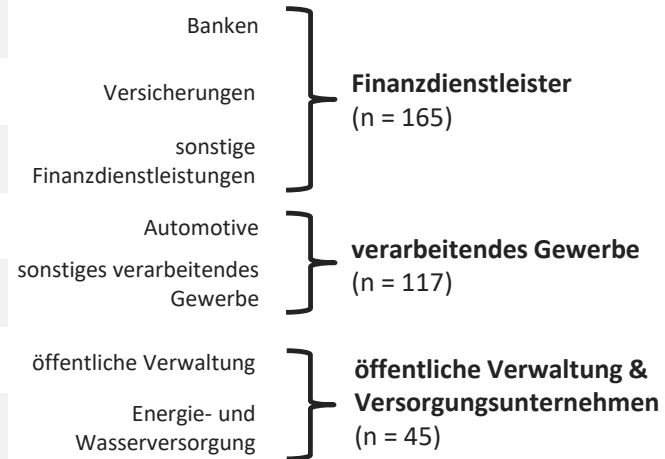 Banken
Versicherungen
sonstige
Finanzdienstleistungen
Finanzdienstleister
(n = 165)
Automotive
sonstiges verarbeitendes
Gewerbe
verarbeitendes Gewerbe
(n = 117)
öffentliche Verwaltung
Energie- und
Wasserversorgung
öffentliche Verwaltung &
Versorgungsunternehmen
(n = 45)